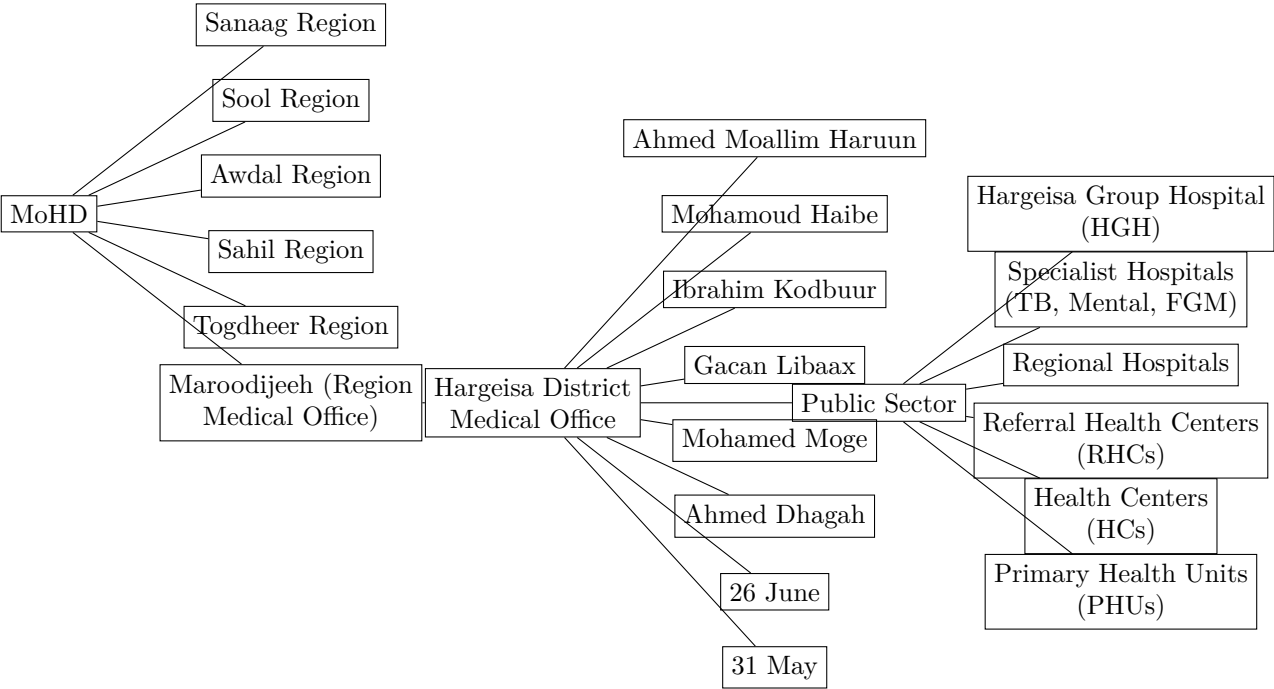 MoHD
Sanaag Region
Sool Region
Awdal Region
Sahil Region
Togdheer Region
Maroodijeeh (Region
Medical Office)
Hargeisa District
Medical Office
Ahmed Moallim Haruun
Mohamoud Haibe
Ibrahim Kodbuur
Gacan Libaax
Mohamed Moge
Ahmed Dhagah
26 June
31 May
Public Sector
Hargeisa Group Hospital
(HGH)
Specialist Hospitals
(TB, Mental, FGM)
Regional Hospitals
Referral Health Centers
(RHCs)
Health Centers
(HCs)
Primary Health Units
(PHUs)